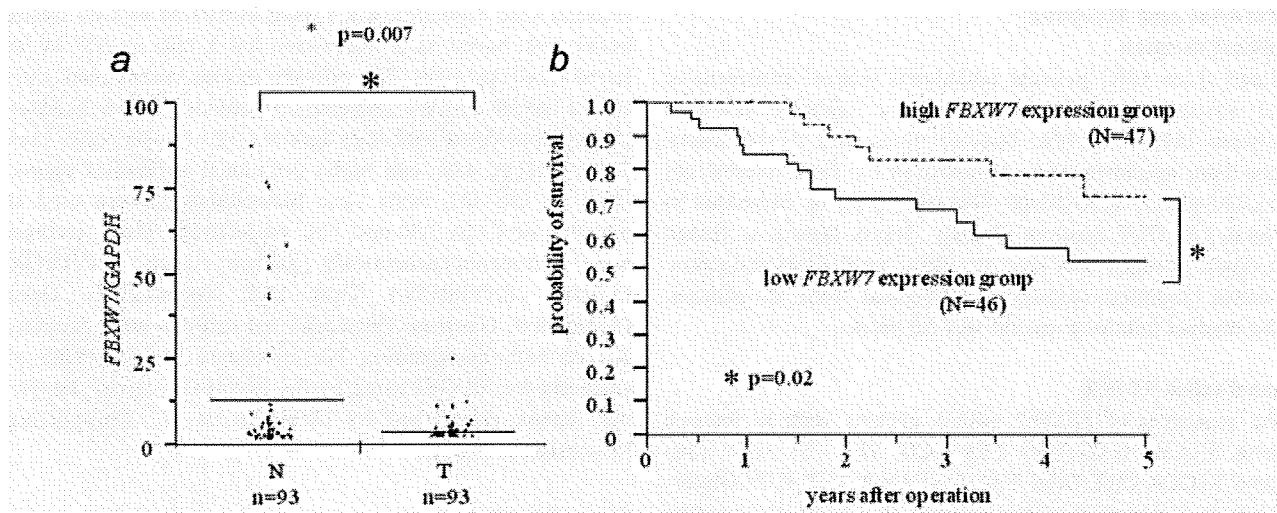 * p=0.007
a
*
100
75
50
25
0
FBXW7/GAPDH
N
T
n=93
n=93
b
1.0
0.9
0.8
0.7
0.6
0.5
0.4
0.3
0.2
0.1
0
probability of survival
high FBXW7 expression group
(N=47)
*
low FBXW7 expression group
(N=46)
* p=0.02
0
1
2
3
4
5
years after operation